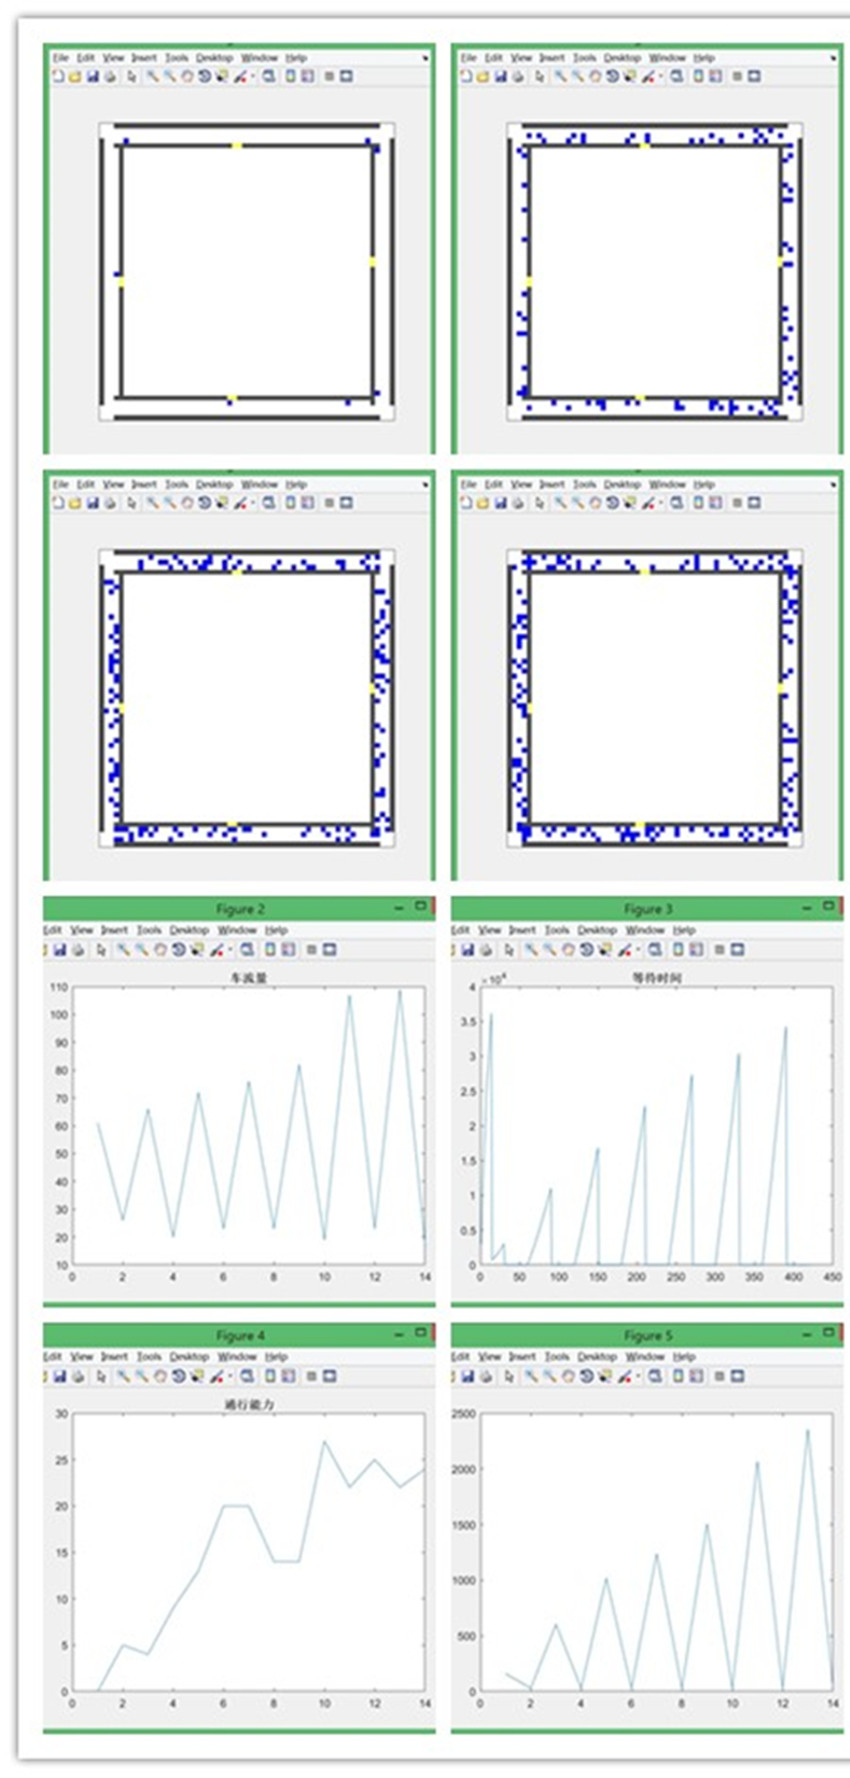 File Edit View Insert Tools Desktop Window Help
File Edit View Insert Tools Desktop Window Help
File Edit View Insert Tools Desktop Window Help
File Edit View Insert Tools Desktop Window Help
Figure 2
Edit View Insert Tools Desktop Window Help
车流量
110
100
90
80
70
60
50
40
30
20
10
0 2 4 6 8 10 12 14
Figure 3
Edit View Insert Tools Desktop Window Help
×10⁴
等待时间
4
3.5
3
2.5
2
1.5
1
0.5
0
0 50 100 150 200 250 300 350 400 450
Figure 4
Edit View Insert Tools Desktop Window Help
通行能力
30
25
20
15
10
5
0
0 2 4 6 8 10 12 14
Figure 5
Edit View Insert Tools Desktop Window Help
2500
2000
1500
1000
500
0
0 2 4 6 8 10 12 14